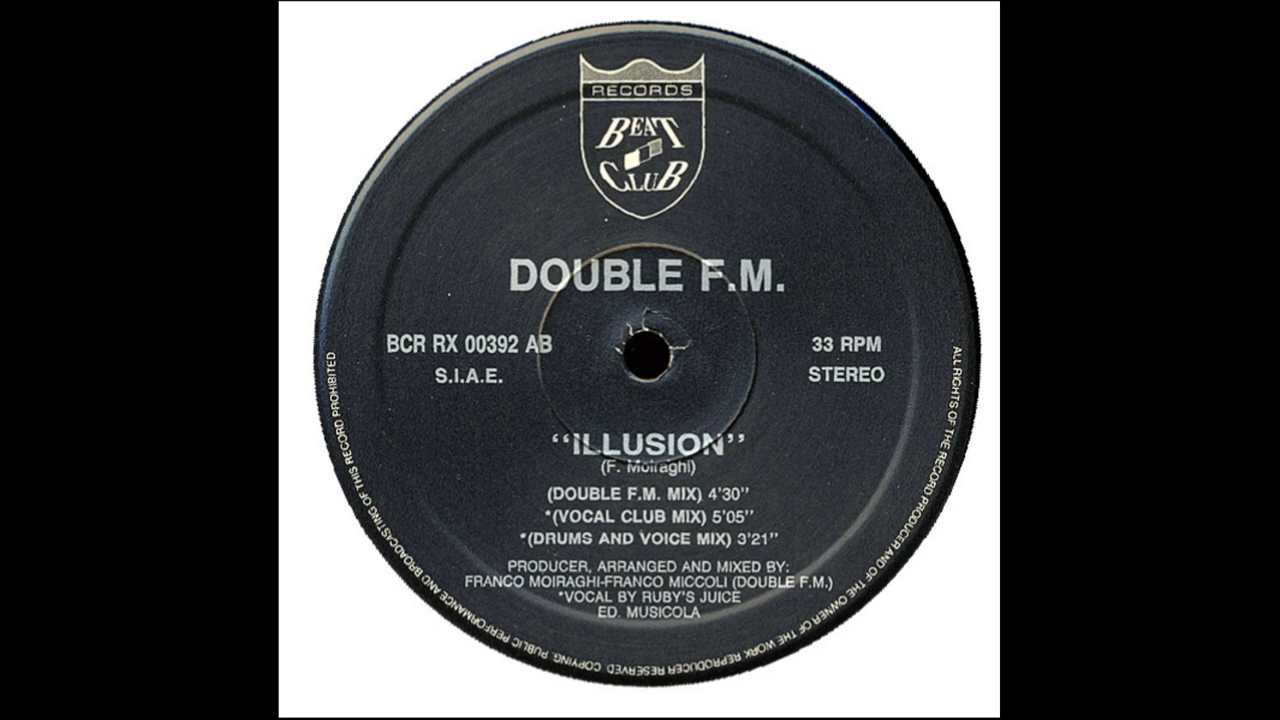 RECORDS
BEAT
CLUB
DOUBLE F.M.
BCR RX 00392 AB
33 RPM
S.I.A.E.
STEREO
“ILLUSION”
(F. Moiraghi)
(DOUBLE F.M. MIX) 4'30"
*(VOCAL CLUB MIX) 5'05"
*(DRUMS AND VOICE MIX) 3'21"
PRODUCER, ARRANGED AND MIXED BY:
FRANCO MOIRAGHI-FRANCO MICCOLI (DOUBLE F.M.)
*VOCAL BY RUBY'S JUICE
ED. MUSICOLA
ALL RIGHTS OF THE RECORD PRODUCER AND OF THE OWNER OF THE WORK REPRODUCER RESERVED. COPYING, PUBLIC PERFORMANCE AND BROADCASTING OF THIS RECORD PROHIBITED